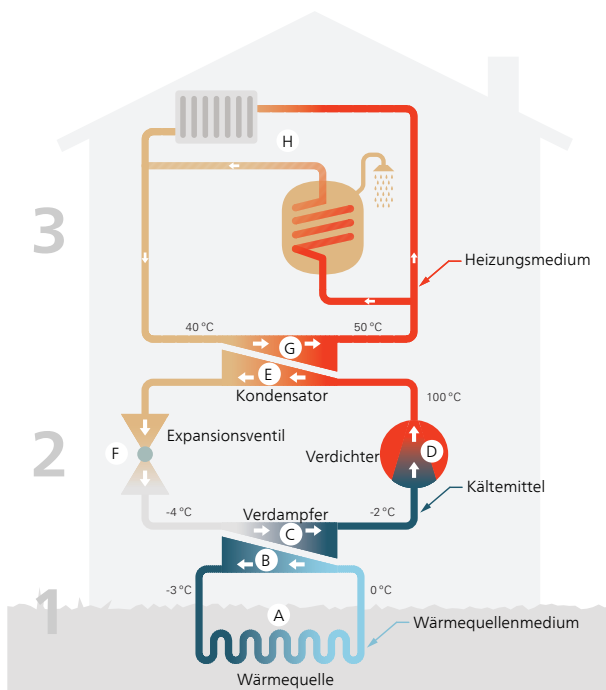 H
3
Heizungsmedium
40 °C
50 °C
G
E
Kondensator
100 °C
Expansionsventil
F
2
Verdichter
D
Kältemittel
-4 °C
Verdampfer
-2 °C
C
B
-3 °C
0 °C
1
A
Wärmequellenmedium
Wärmequelle